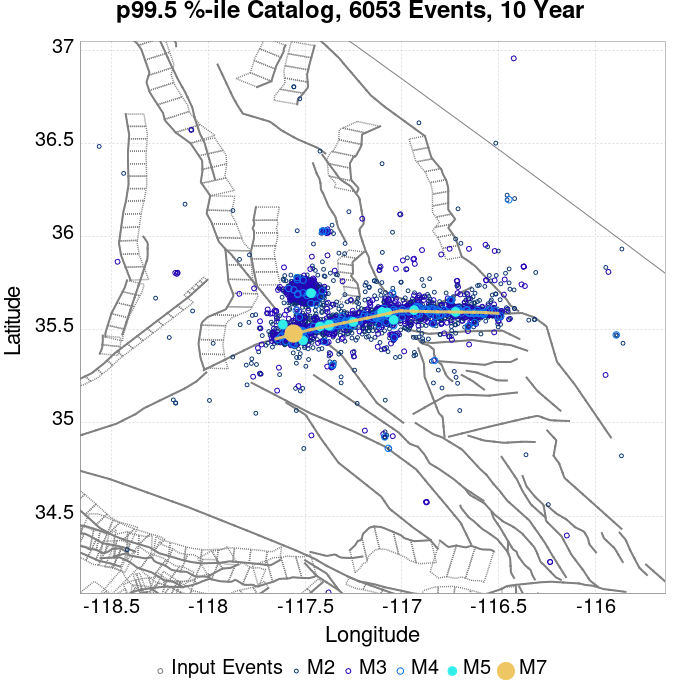 p99.5 %-ile Catalog, 6053 Events, 10 Year
37
36.5
36
35.5
35
34.5
Latitude
-118.5 -118 -117.5 -117 -116.5 -116
Longitude
Input Events M2 M3 M4 M5 M7